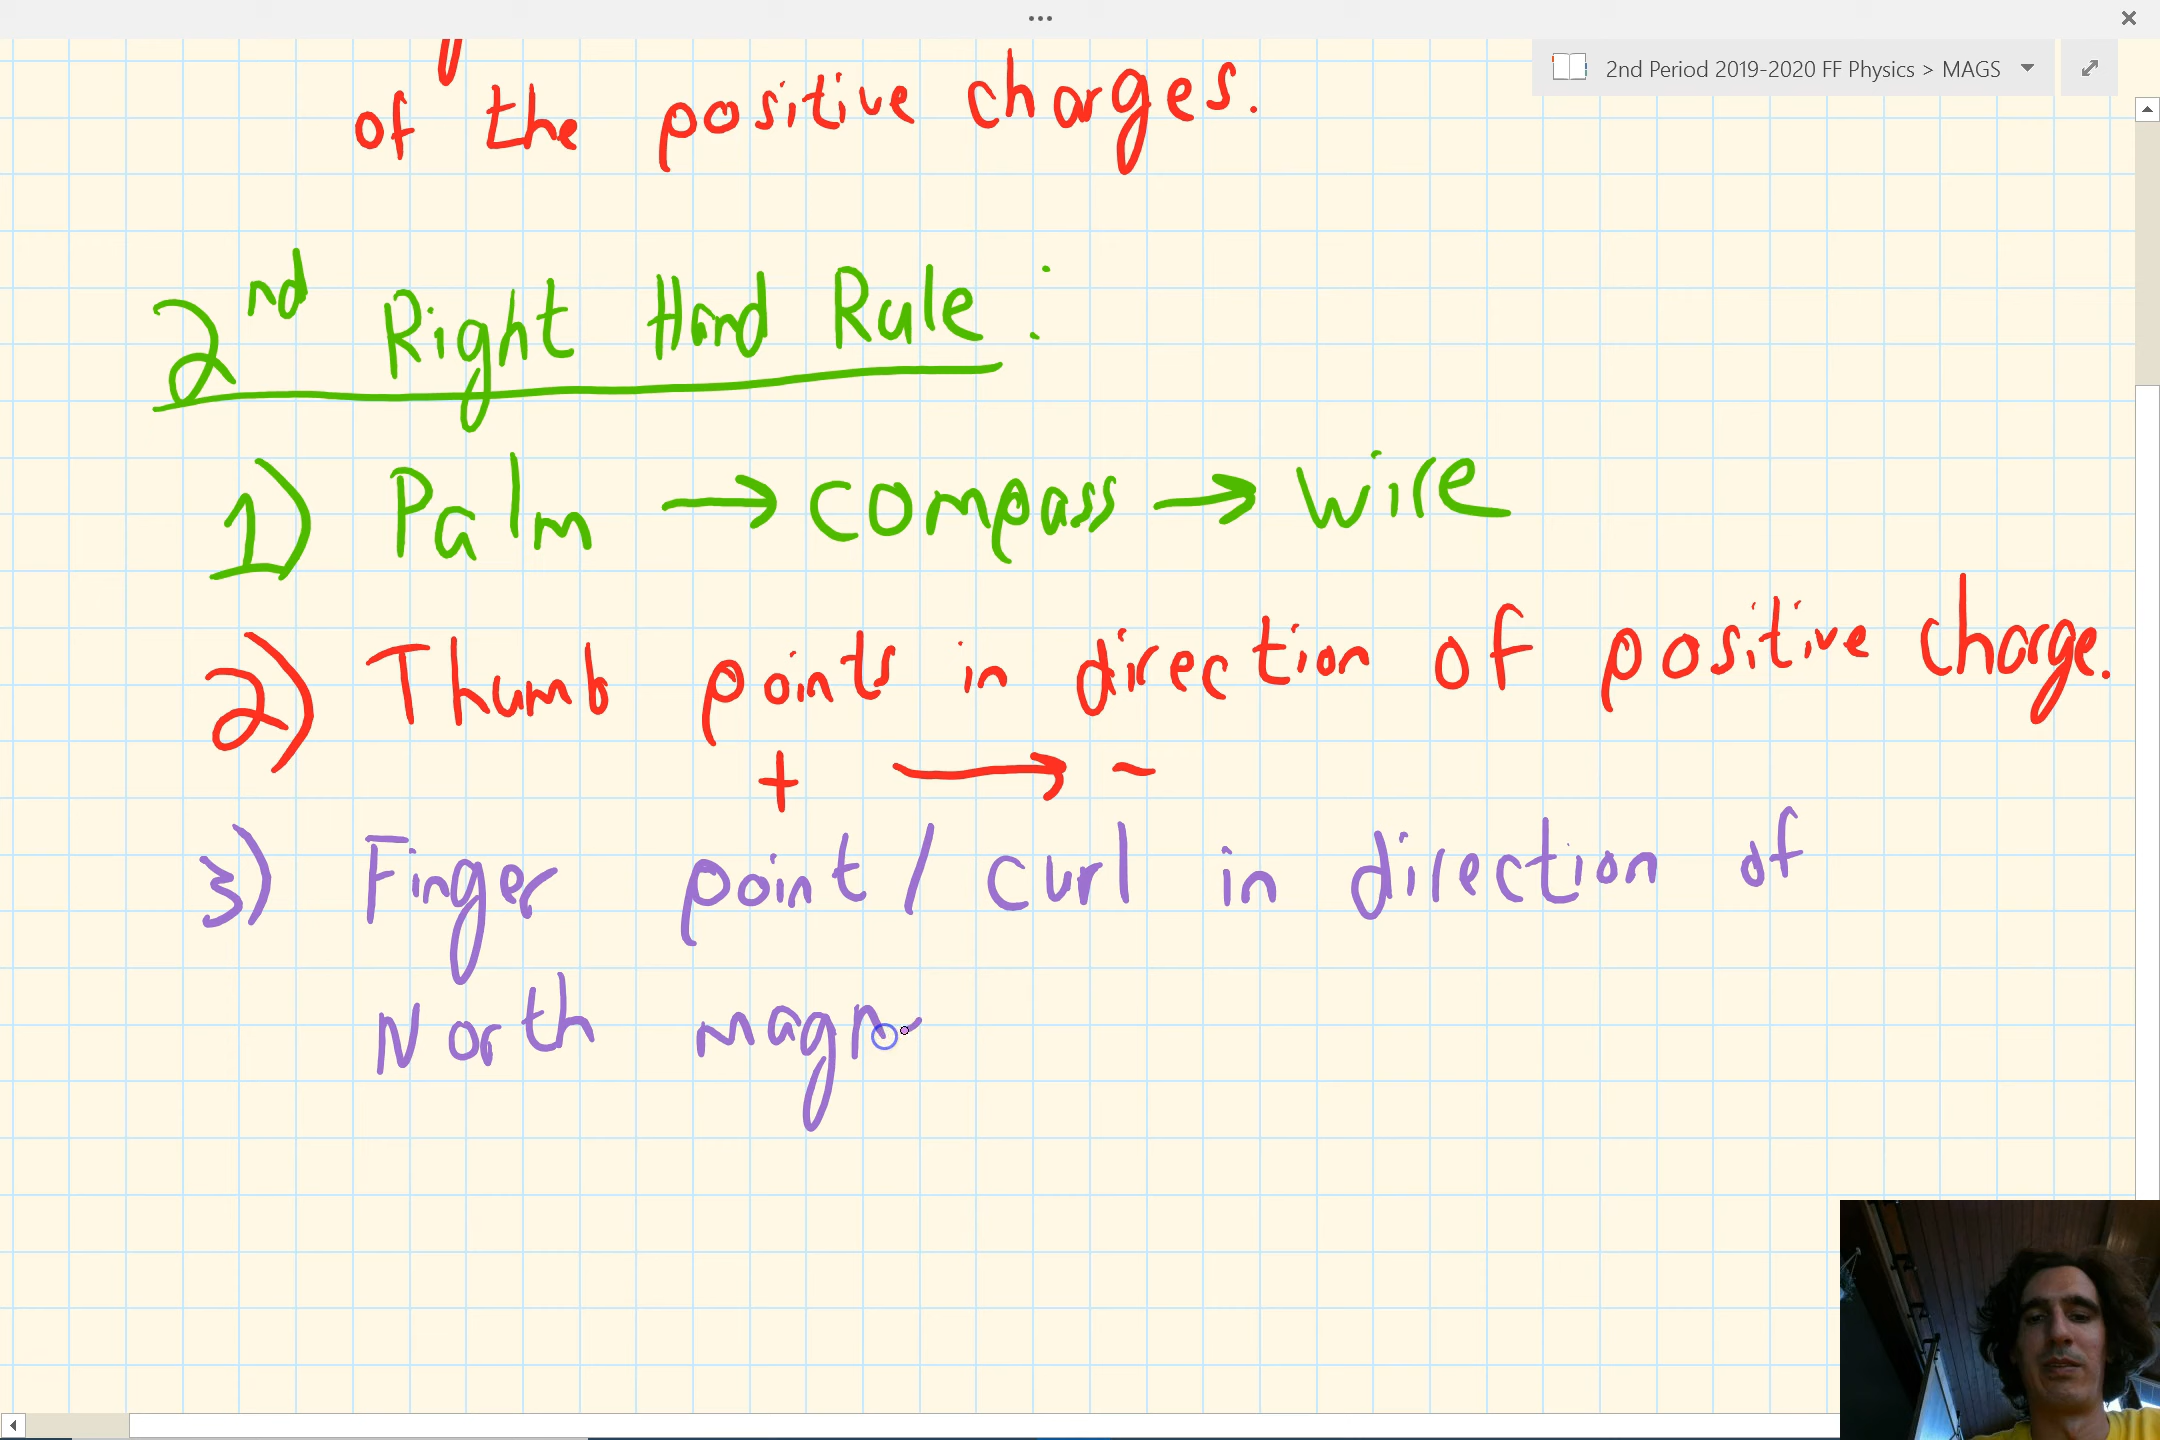 2nd Period 2019-2020 FF Physics > MAGS
of the positive charges.
2nd Right Hand Rule:
1) Palm → compass → wire
2) Thumb points in direction of positive charge.
+ → -
3) Finger point / curl in direction of
North magn